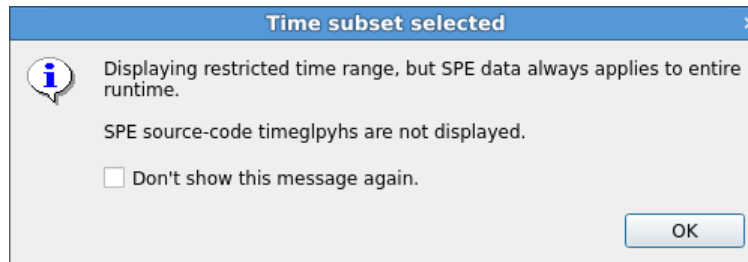 Time subset selected
Displaying restricted time range, but SPE data always applies to entire
runtime.
SPE source-code timeglpyhs are not displayed.
Don't show this message again.
OK